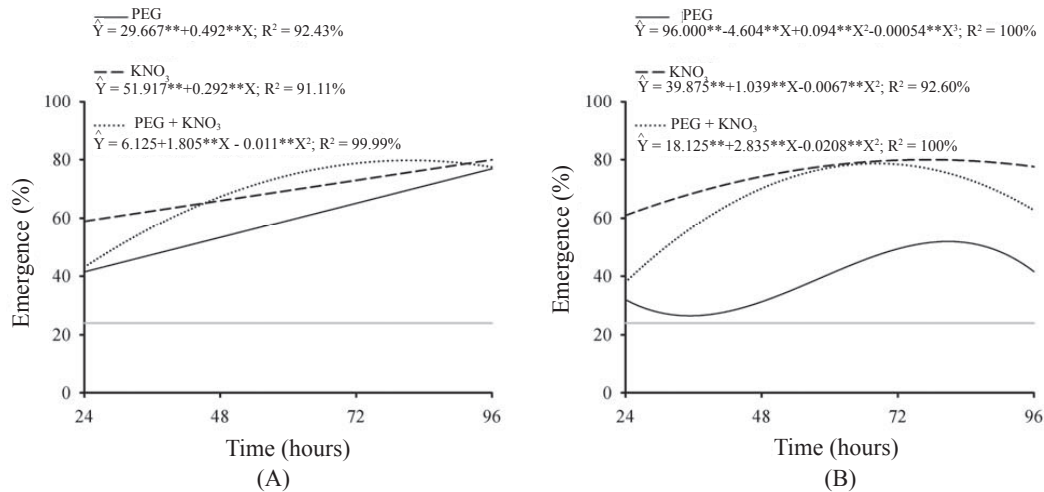 PEG
Ŷ = 29.667**+0.492**X; R² = 92.43%
KNO₃
Ŷ = 51.917**+0.292**X; R² = 91.11%
PEG + KNO₃
Ŷ = 6.125+1.805**X - 0.011**X²; R² = 99.99%
100
80
60
40
20
0
24
48
72
96
Emergence (%)
Time (hours)
(A)
PEG
Ŷ = 96.000**-4.604**X+0.094**X²-0.00054**X³; R² = 100%
KNO₃
Ŷ = 39.875**+1.039**X-0.0067**X²; R² = 92.60%
PEG + KNO₃
Ŷ = 18.125**+2.835**X-0.0208**X²; R² = 100%
100
80
60
40
20
0
24
48
72
96
Emergence (%)
Time (hours)
(B)